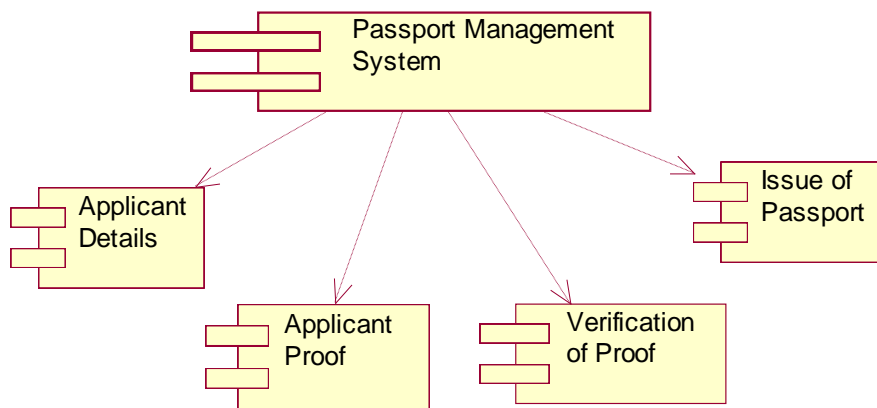 Passport Management
System
Applicant
Details
Issue of
Passport
Applicant
Proof
Verification
of Proof